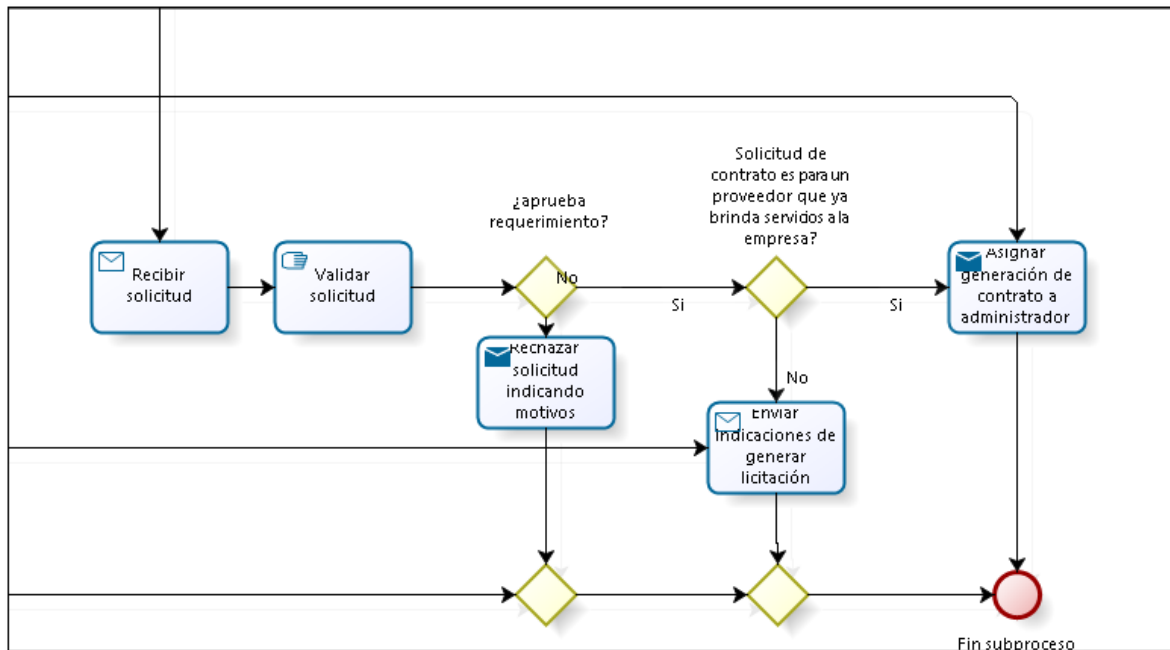 Recibir
solicitud
Validar
solicitud
¿aprueba
requerimiento?
No
Si
Rechazar
solicitud
indicando
motivos
Solicitud de
contrato es para un
proveedor que ya
brinda servicios a la
empresa?
Si
No
Enviar
indicaciones de
generar
licitación
Asignar
generación de
contrato a
administrador
Fin subproceso